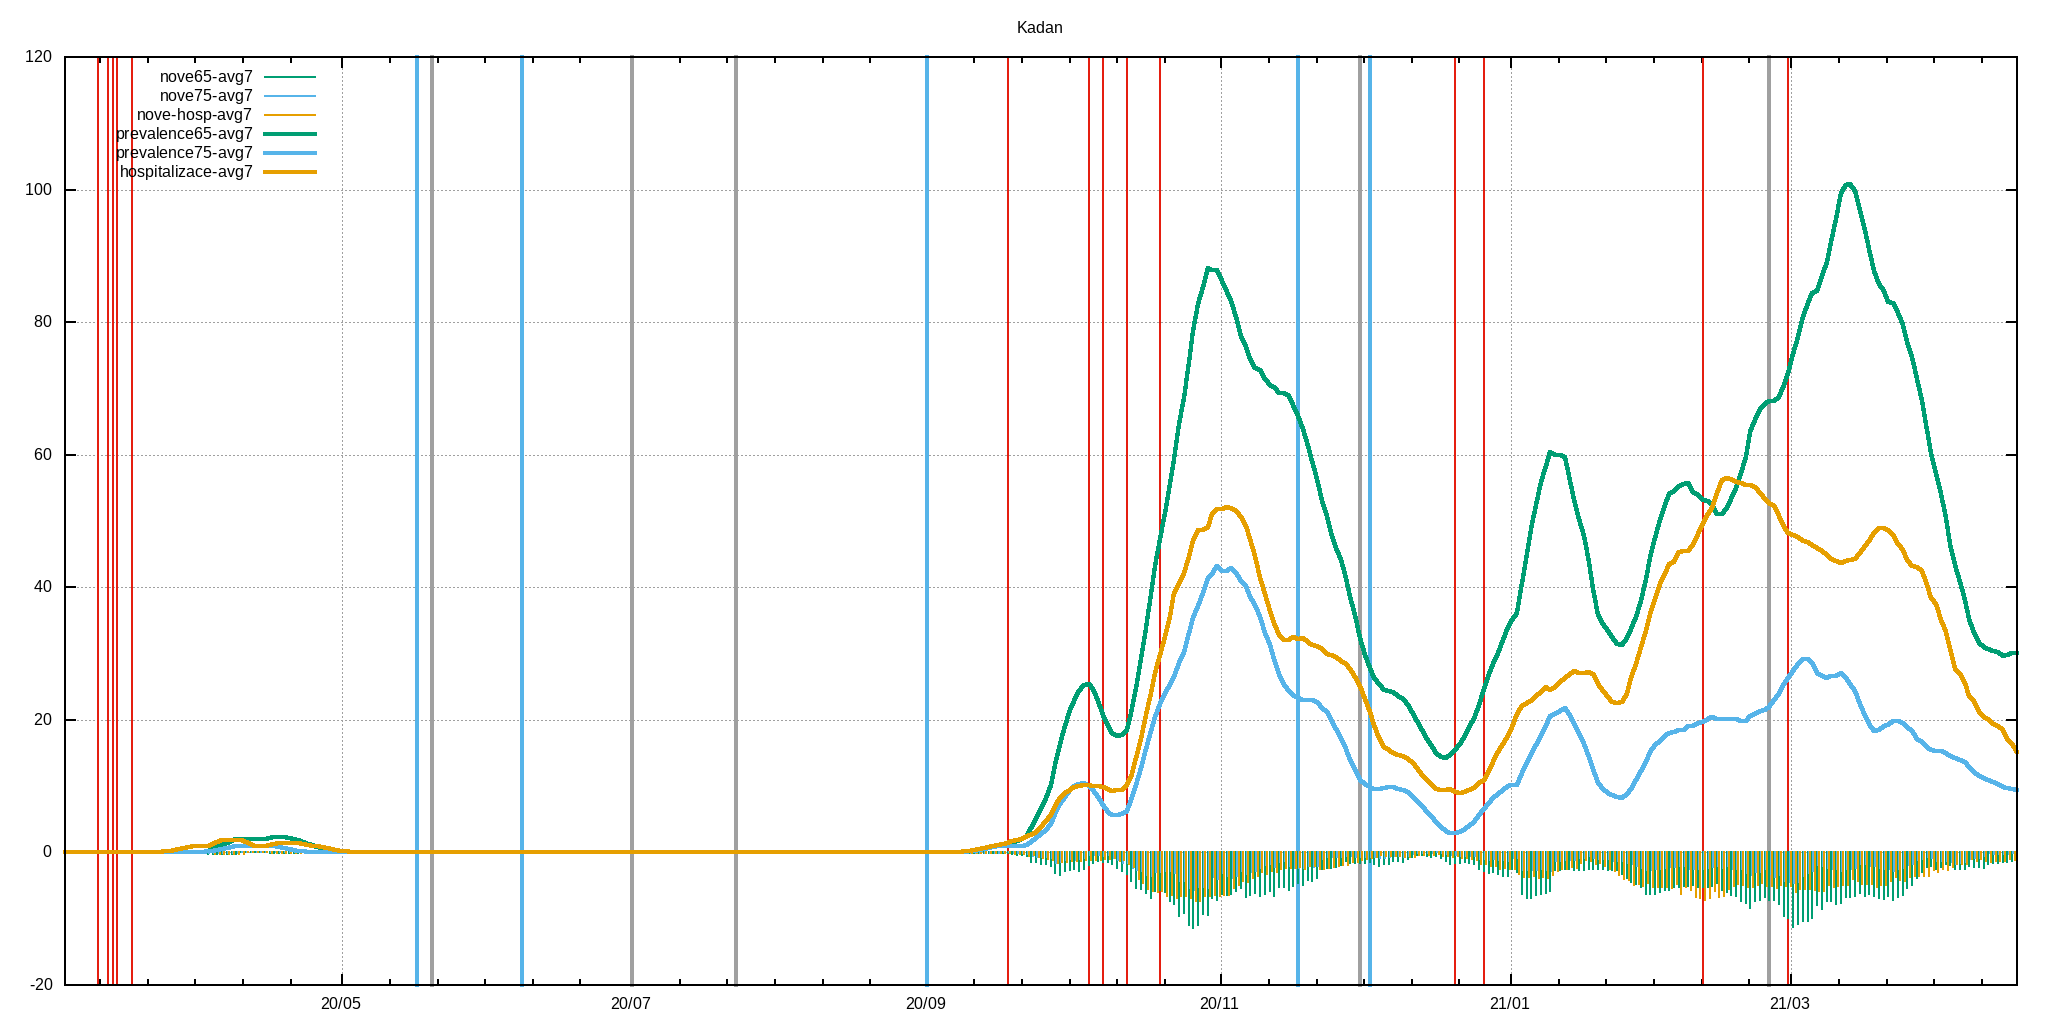 Kadan
120
100
80
60
40
20
0
-20
nove65-avg7
nove75-avg7
nove-hosp-avg7
prevalence65-avg7
prevalence75-avg7
hospitalizace-avg7
20/05 20/07 20/09 20/11 21/01 21/03